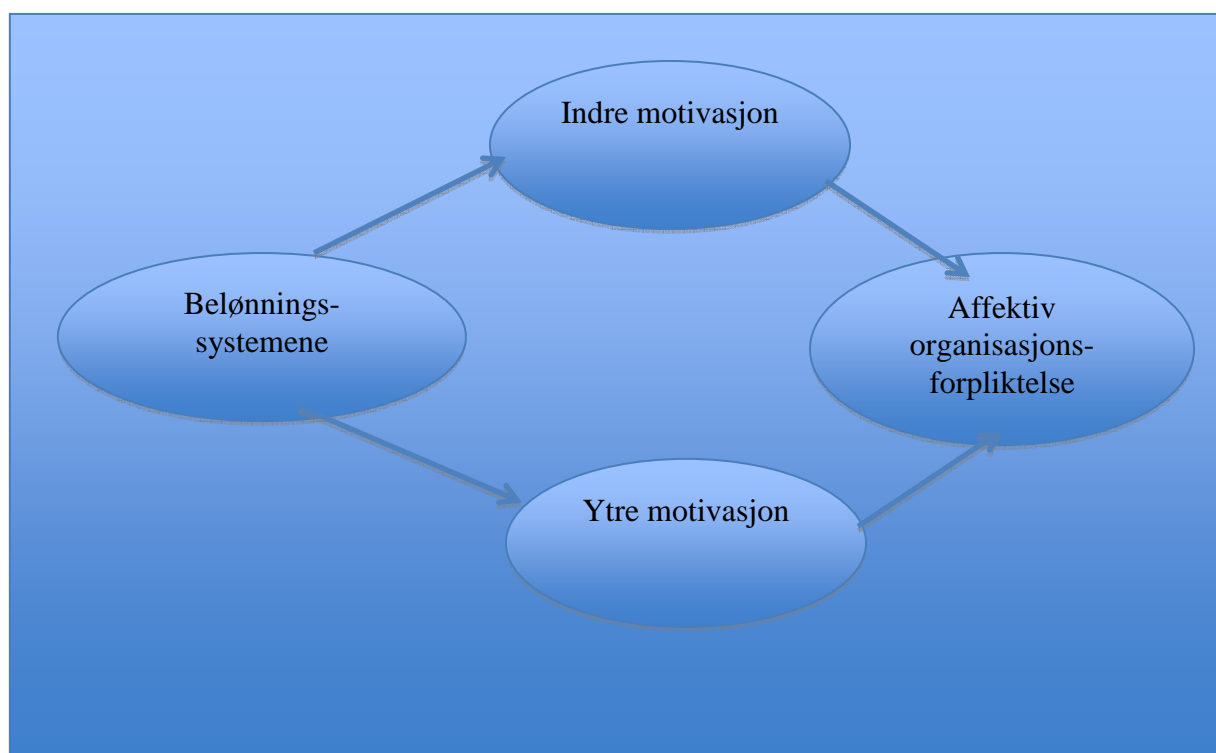 Indre motivasjon
Belønnings-
systemene
Affektiv
organisasjons-
forpliktelse
Ytre motivasjon